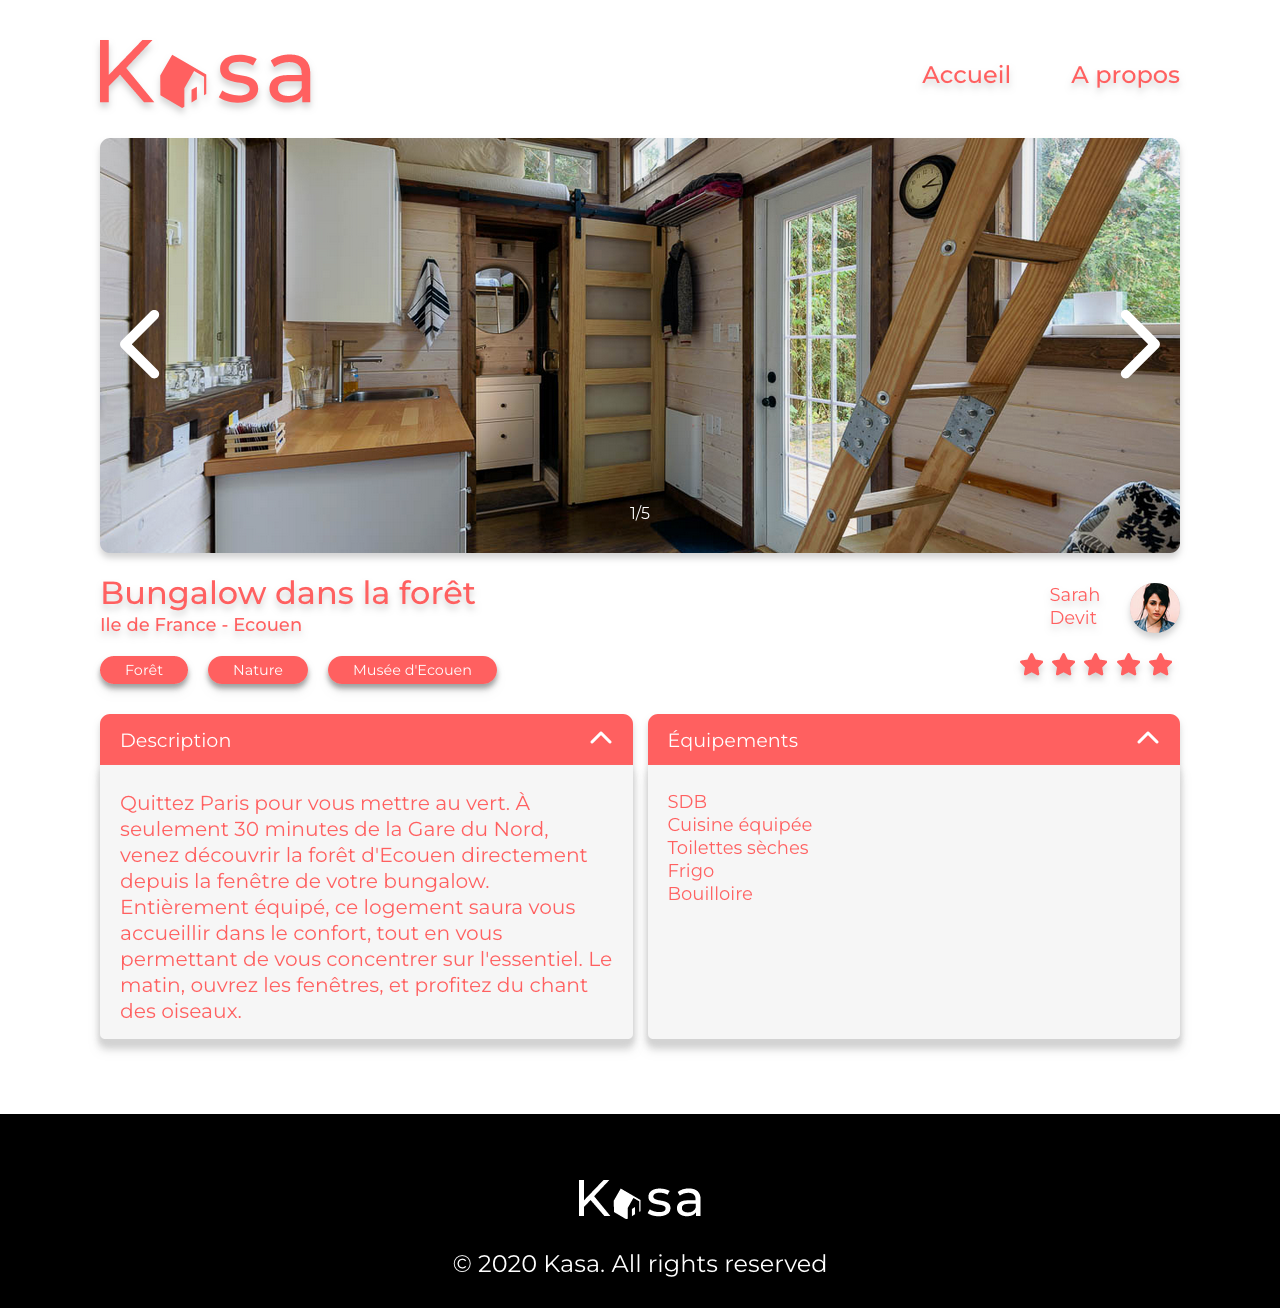 Kasa
Accueil
A propos
1/5
Bungalow dans la forêt
Ile de France - Ecouen
Sarah
Devit
Forêt
Nature
Musée d'Ecouen
Description
Quittez Paris pour vous mettre au vert. À
seulement 30 minutes de la Gare du Nord,
venez découvrir la forêt d'Ecouen directement
depuis la fenêtre de votre bungalow.
Entièrement équipé, ce logement saura vous
accueillir dans le confort, tout en vous
permettant de vous concentrer sur l'essentiel. Le
matin, ouvrez les fenêtres, et profitez du chant
des oiseaux.
Équipements
SDB
Cuisine équipée
Toilettes sèches
Frigo
Bouilloire
Kasa
© 2020 Kasa. All rights reserved